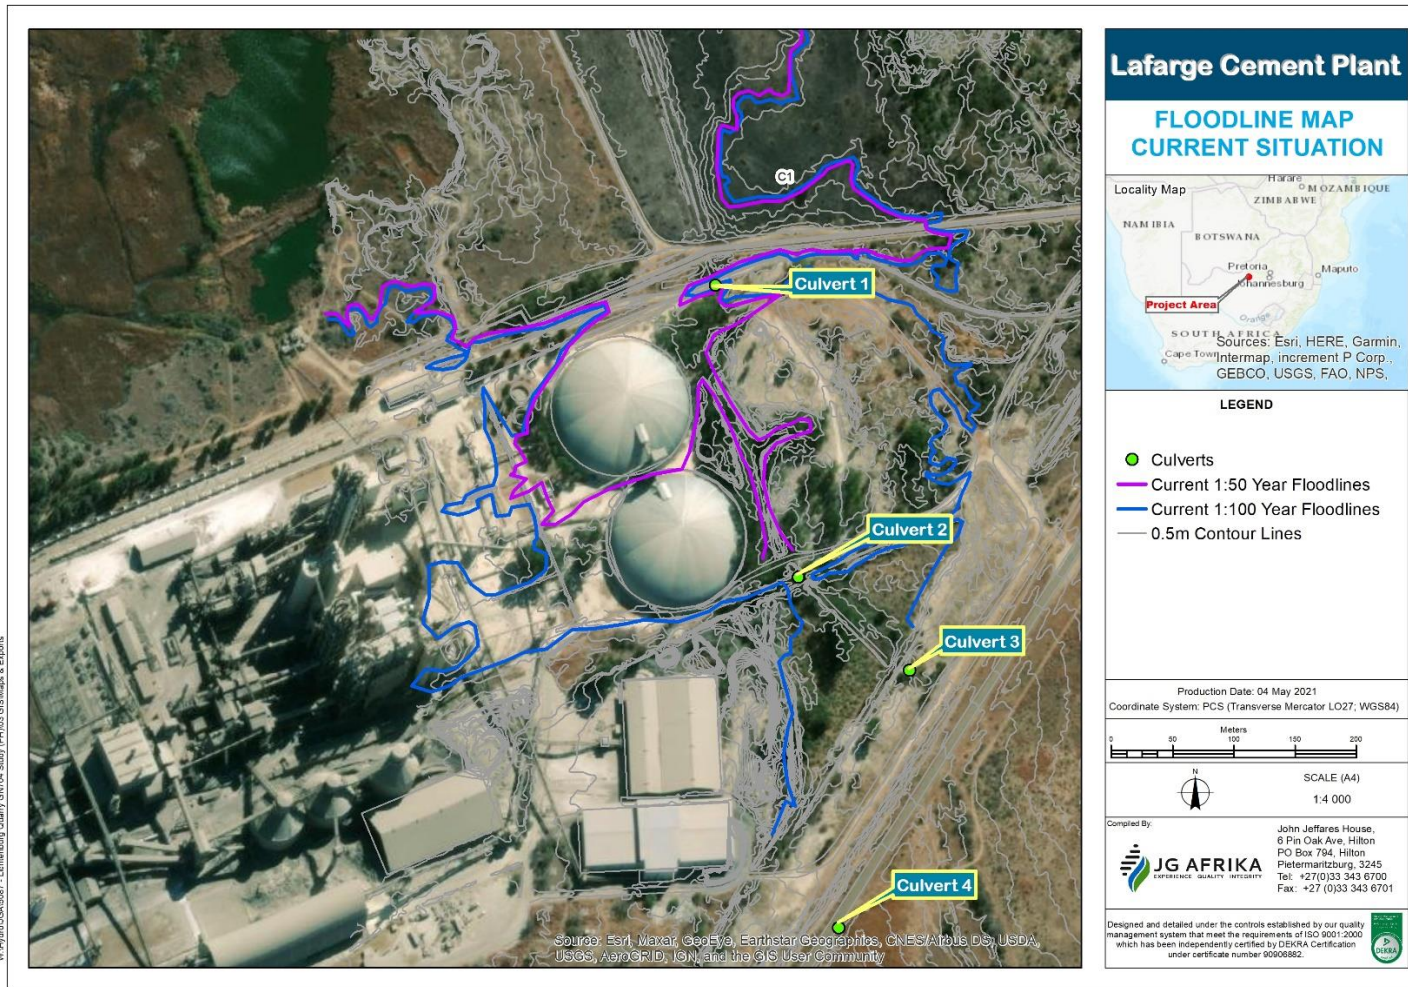 C1
Culvert 1
Culvert 2
Culvert 3
Culvert 4
Source: Esri, Maxar, GeoEye, Earthstar Geographics, CNES/Airbus DS, USDA,
USGS, AeroGRID, IGN, and the GIS User Community
Lafarge Cement Plant
FLOODLINE MAP
CURRENT SITUATION
Locality Map
Harare
MOZAMBIQUE
ZIMBABWE
NAMIBIA
BOTSWANA
Pretoria
Maputo
Johannesburg
Project Area
Orange
SOUTH AFRICA
Cape Town
Sources: Esri, HERE, Garmin,
Intermap, increment P Corp.,
GEBCO, USGS, FAO, NPS,
LEGEND
Culverts
Current 1:50 Year Floodlines
Current 1:100 Year Floodlines
0.5m Contour Lines
Production Date: 04 May 2021
Coordinate System: PCS (Transverse Mercator LO27; WGS84)
Meters
0 50 100 150 200
N
SCALE (A4)
1:4 000
Compiled By:
JG AFRIKA
EXPERIENCE QUALITY INTEGRITY
John Jeffares House,
6 Pin Oak Ave, Hilton
PO Box 794, Hilton
Pietermaritzburg, 3245
Tel: +27(0)33 343 6700
Fax: +27 (0)33 343 6701
Designed and detailed under the controls established by our quality
management system that meet the requirements of ISO 9001:2000
which has been independently certified by DEKRA Certification
under certificate number 90906882.
DEKRA